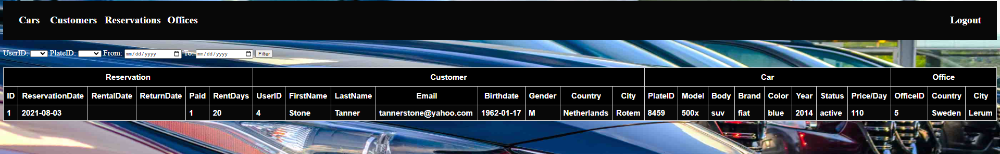 Cars Customers Reservations Offices Logout
UserID: PlateID: From: mm/dd/yyyy To: mm/dd/yyyy Filter
Reservation Customer Car Office
ID ReservationDate RentalDate ReturnDate Paid RentDays UserID FirstName LastName Email Birthdate Gender Country City PlateID Model Body Brand Color Year Status Price/Day OfficeID Country City
1 2021-08-03 1 20 4 Stone Tanner tannerstone@yahoo.com 1962-01-17 M Netherlands Rotem 8459 500x suv fiat blue 2014 active 110 5 Sweden Lerum